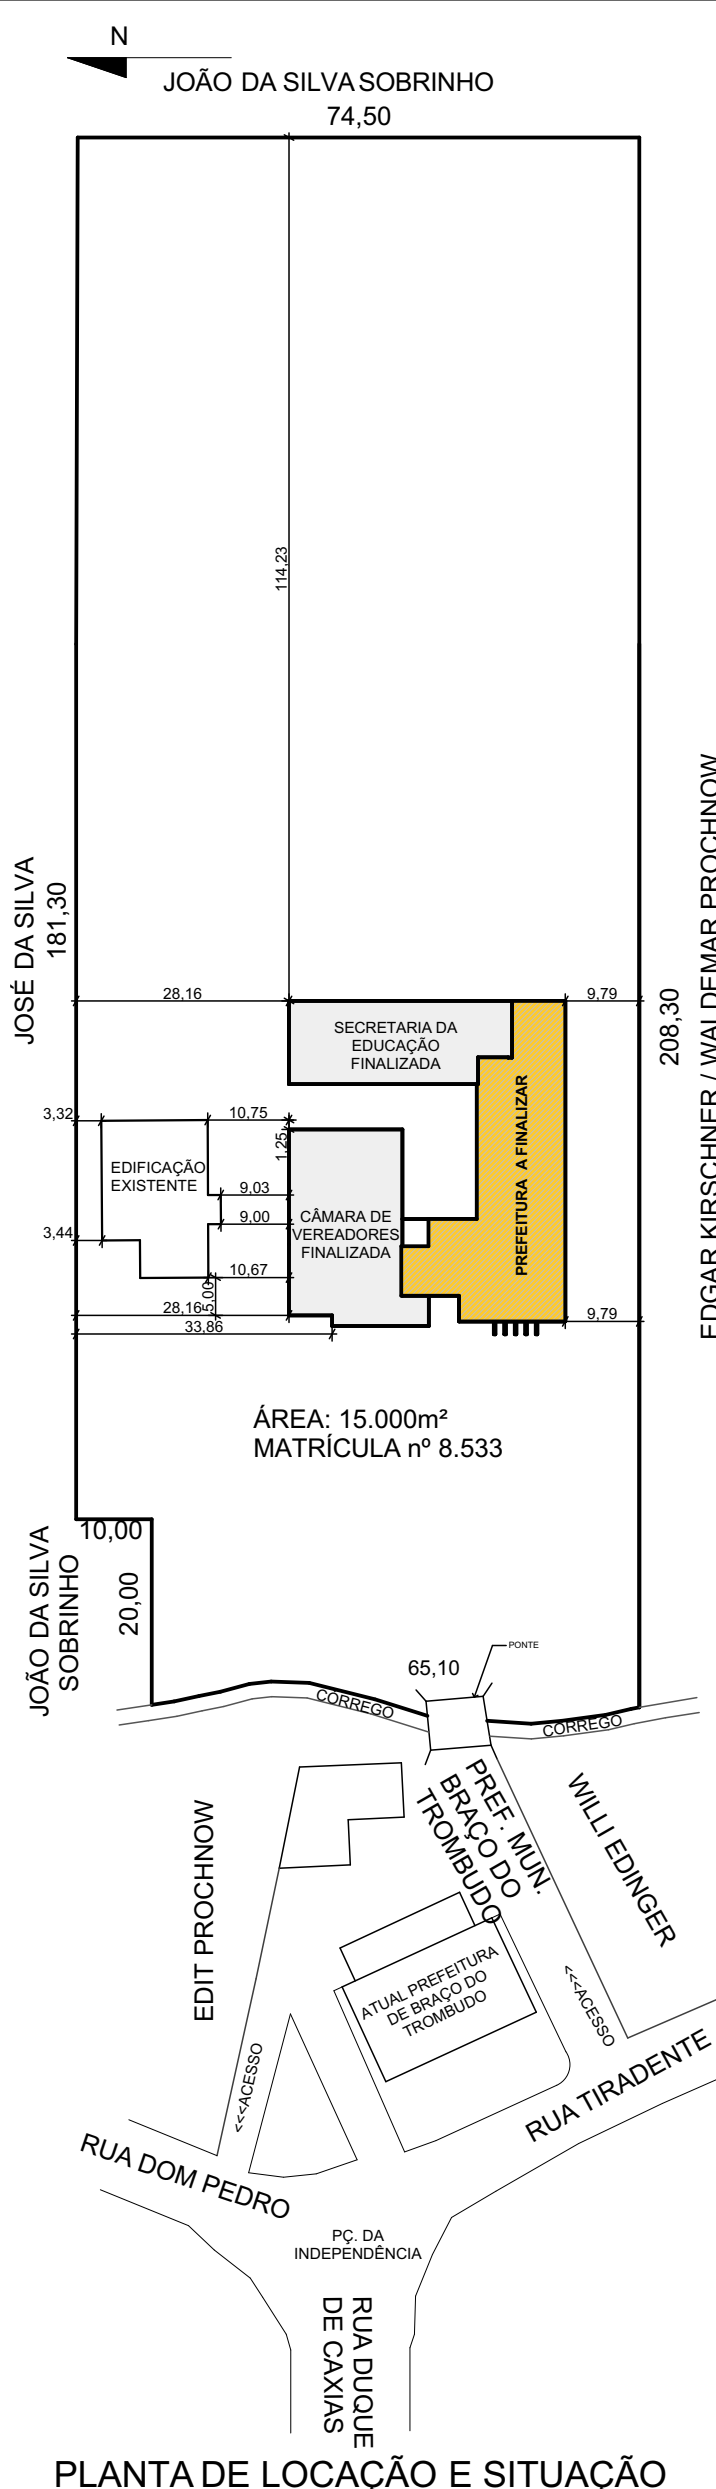 N
JOÃO DA SILVA SOBRINHO
74,50
114,23
JOSÉ DA SILVA
181,30
EDGAR KIRSCHNER / WALDEMAR PROCHNOW
208,30
28,16
9,79
SECRETARIA DA
EDUCAÇÃO
FINALIZADA
PREFEITURA A FINALIZAR
3,32
10,75
1,25
EDIFICAÇÃO
EXISTENTE
9,03
9,00
CÂMARA DE
VEREADORES
FINALIZADA
3,44
10,67
5,00
28,16
9,79
33,86
ÁREA: 15.000m²
MATRÍCULA nº 8.533
10,00
JOÃO DA SILVA
SOBRINHO
20,00
65,10
PONTE
CORREGO
CORREGO
PREF. MUN.
BRAÇO DO
TROMBUDO
WILLI EDINGER
EDIT PROCHNOW
ATUAL PREFEITURA
DE BRAÇO DO
TROMBUDO
<<<ACESSO
<<<ACESSO
RUA TIRADENTE
RUA DOM PEDRO
PÇ. DA
INDEPENDÊNCIA
RUA DUQUE
DE CAXIAS
PLANTA DE LOCAÇÃO E SITUAÇÃO